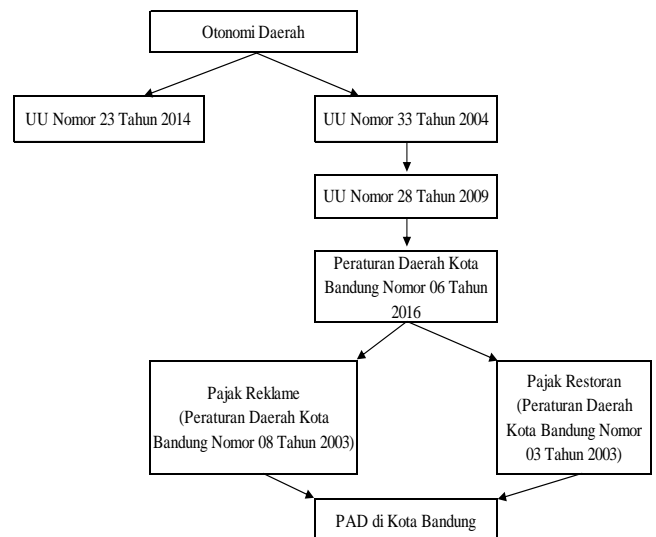 Otonomi Daerah
UU Nomor 23 Tahun 2014
UU Nomor 33 Tahun 2004
UU Nomor 28 Tahun 2009
Peraturan Daerah Kota
Bandung Nomor 06 Tahun
2016
Pajak Reklame
(Peraturan Daerah Kota
Bandung Nomor 08 Tahun 2003)
Pajak Restoran
(Peraturan Daerah
Kota Bandung Nomor
03 Tahun 2003)
PAD di Kota Bandung